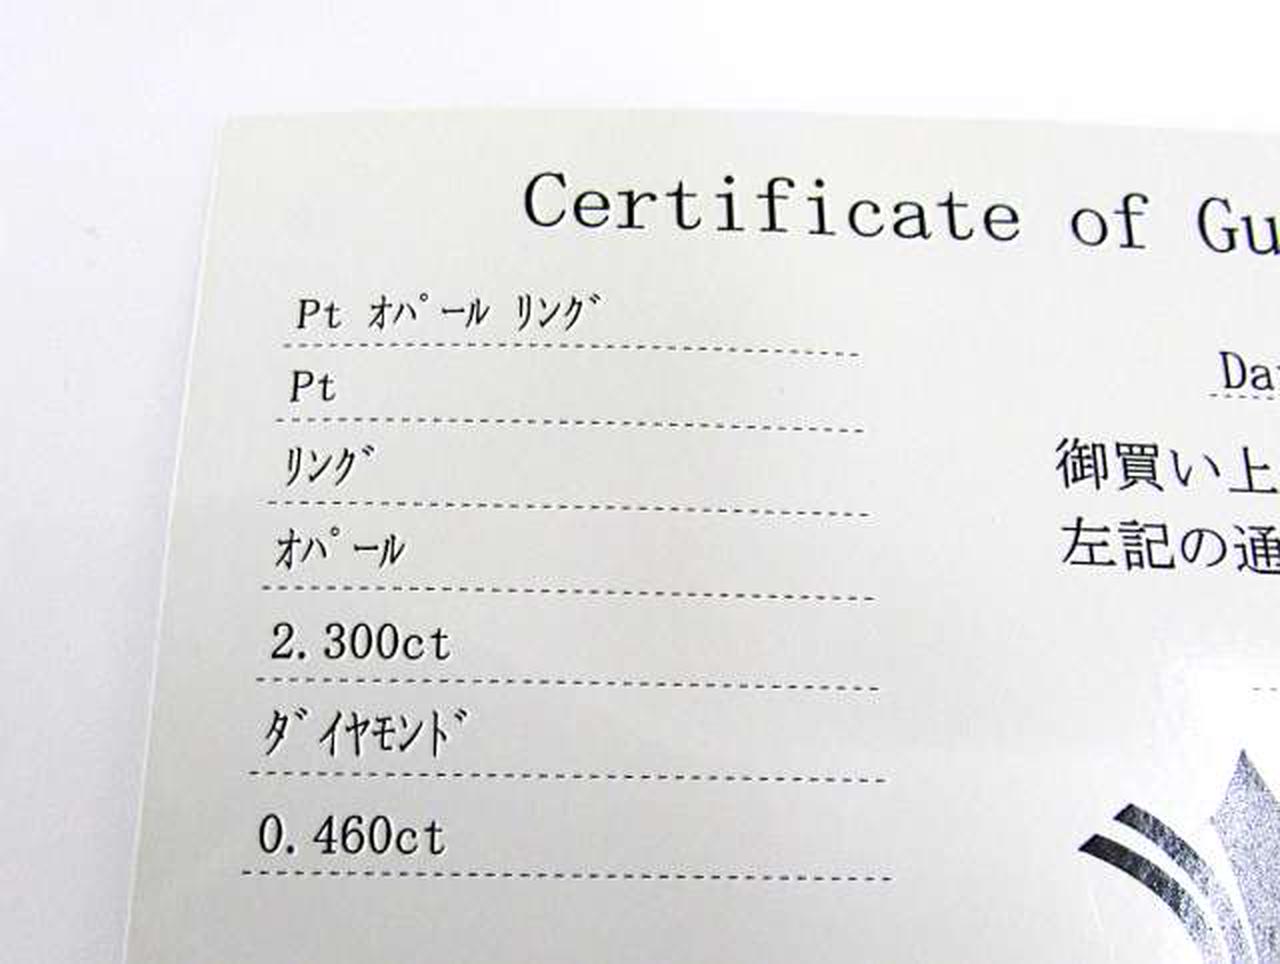 Certificate of Gu
Pt ｵﾊﾟｰﾙ ﾘﾝｸﾞ
Pt
ﾘﾝｸﾞ
ｵﾊﾟｰﾙ
2.300ct
ﾀﾞｲﾔﾓﾝﾄﾞ
0.460ct
Da
御買い上
左記の通